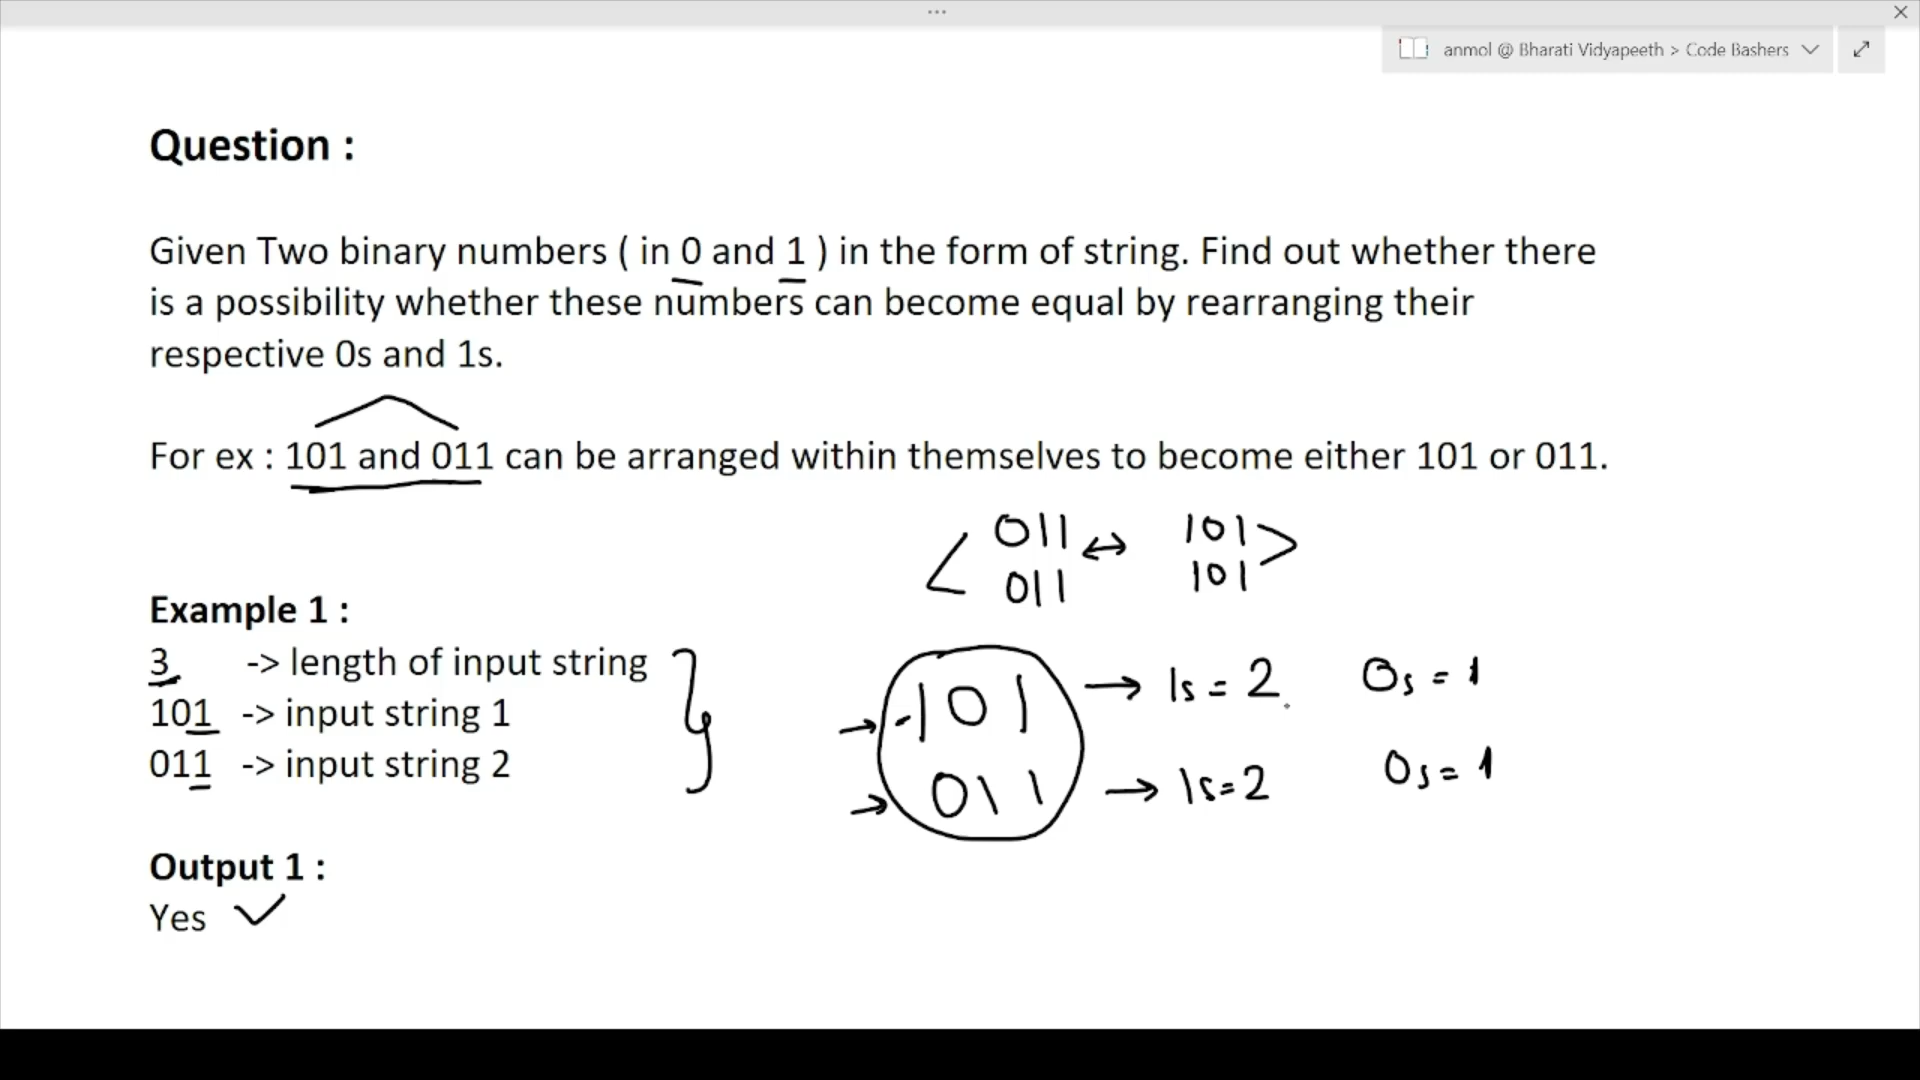 anmol @ Bharati Vidyapeeth > Code Bashers
Question :
Given Two binary numbers ( in 0 and 1 ) in the form of string. Find out whether there
is a possibility whether these numbers can become equal by rearranging their
respective 0s and 1s.
For ex : 101 and 011 can be arranged within themselves to become either 101 or 011.
011 ↔ 101
011 101
Example 1 :
3 -> length of input string
101 -> input string 1
011 -> input string 2
→ 101 → 1s = 2 0s = 1
→ 011 → 1s = 2 0s = 1
Output 1 :
Yes